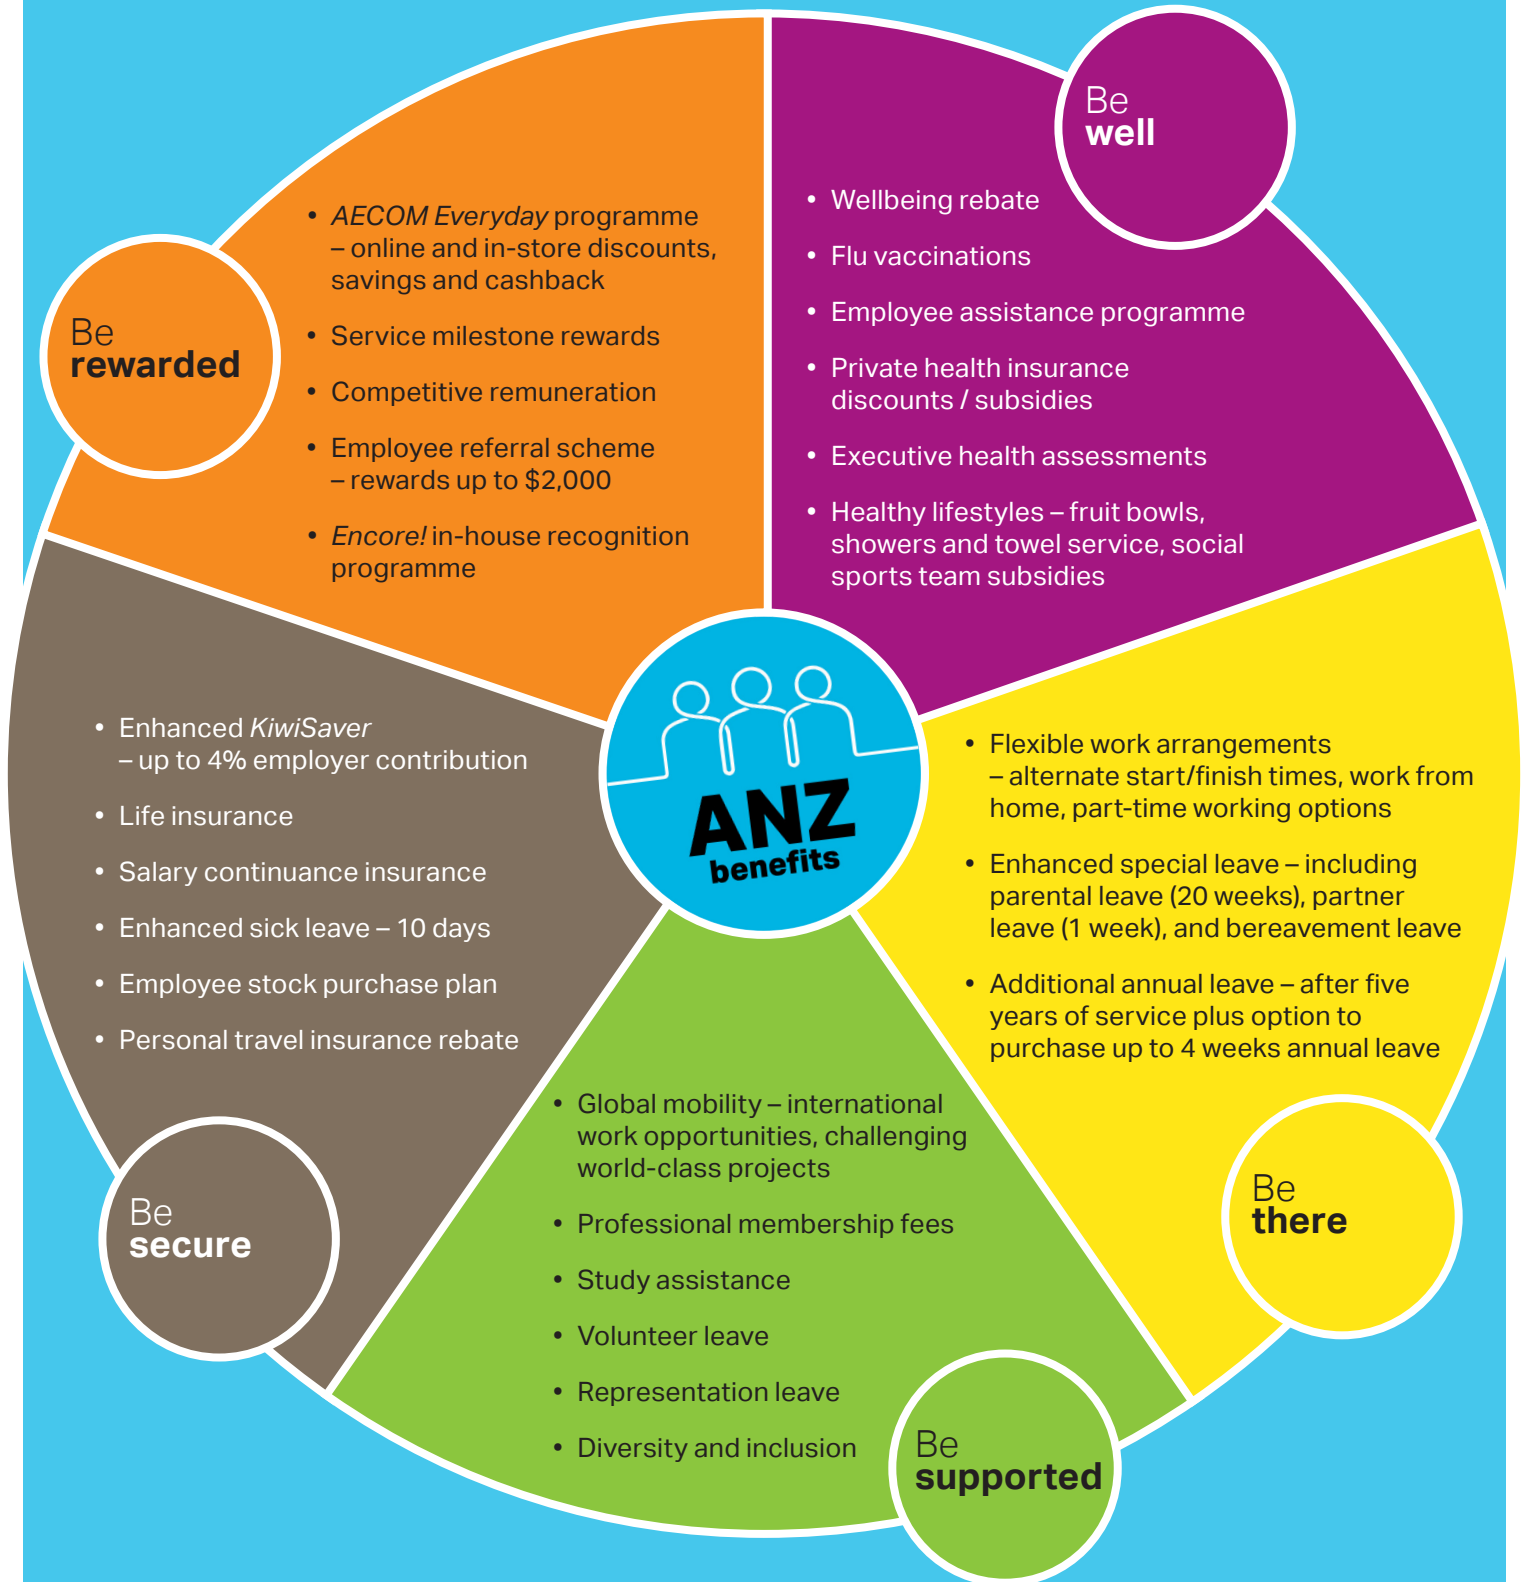 Be
well
• Wellbeing rebate
• Flu vaccinations
• Employee assistance programme
• Private health insurance
discounts / subsidies
• Executive health assessments
• Healthy lifestyles – fruit bowls,
showers and towel service, social
sports team subsidies
Be
rewarded
• AECOM Everyday programme
– online and in-store discounts,
savings and cashback
• Service milestone rewards
• Competitive remuneration
• Employee referral scheme
– rewards up to $2,000
• Encore! in-house recognition
programme
ANZ
benefits
• Enhanced KiwiSaver
– up to 4% employer contribution
• Life insurance
• Salary continuance insurance
• Enhanced sick leave – 10 days
• Employee stock purchase plan
• Personal travel insurance rebate
Be
secure
• Flexible work arrangements
– alternate start/finish times, work from
home, part-time working options
• Enhanced special leave – including
parental leave (20 weeks), partner
leave (1 week), and bereavement leave
• Additional annual leave – after five
years of service plus option to
purchase up to 4 weeks annual leave
Be
there
• Global mobility – international
work opportunities, challenging
world-class projects
• Professional membership fees
• Study assistance
• Volunteer leave
• Representation leave
• Diversity and inclusion
Be
supported